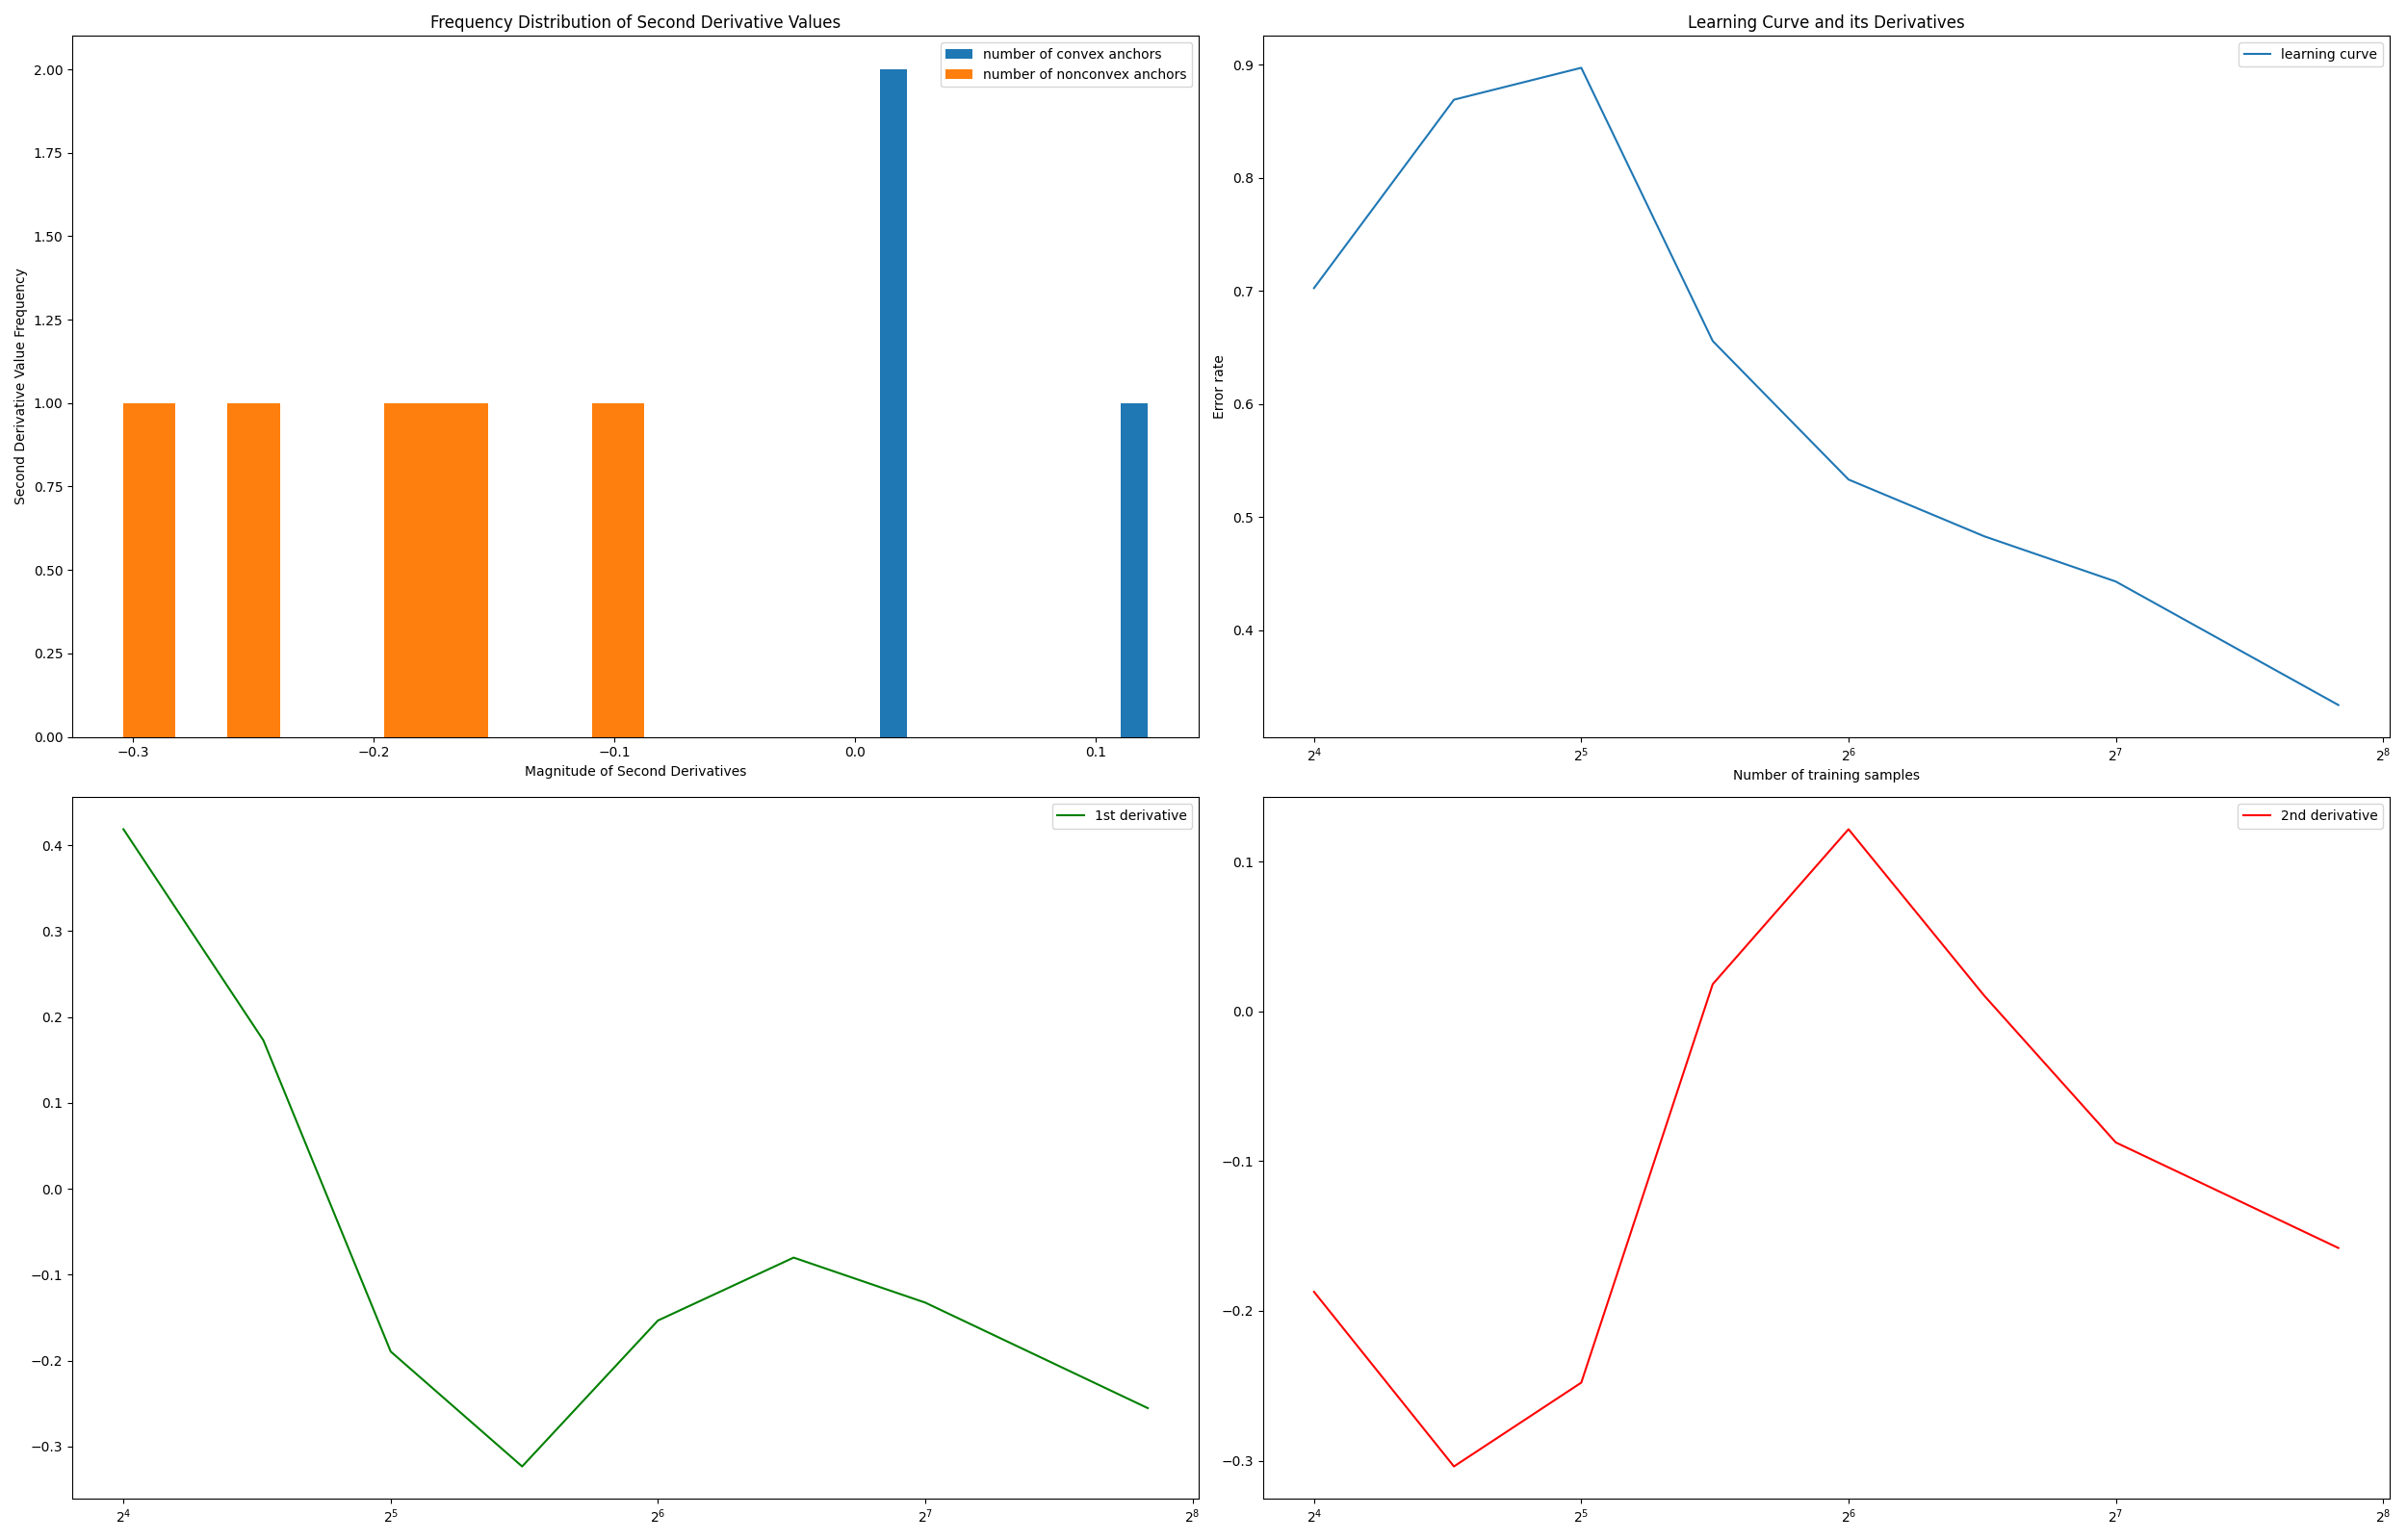 Frequency Distribution of Second Derivative Values
number of convex anchors
number of nonconvex anchors
Second Derivative Value Frequency
2.00
1.75
1.50
1.25
1.00
0.75
0.50
0.25
0.00
−0.3 −0.2 −0.1 0.0 0.1
Magnitude of Second Derivatives
Learning Curve and its Derivatives
learning curve
Error rate
0.9
0.8
0.7
0.6
0.5
0.4
2⁴ 2⁵ 2⁶ 2⁷ 2⁸
Number of training samples
1st derivative
0.4
0.3
0.2
0.1
0.0
−0.1
−0.2
−0.3
2⁴ 2⁵ 2⁶ 2⁷ 2⁸
2nd derivative
0.1
0.0
−0.1
−0.2
−0.3
2⁴ 2⁵ 2⁶ 2⁷ 2⁸